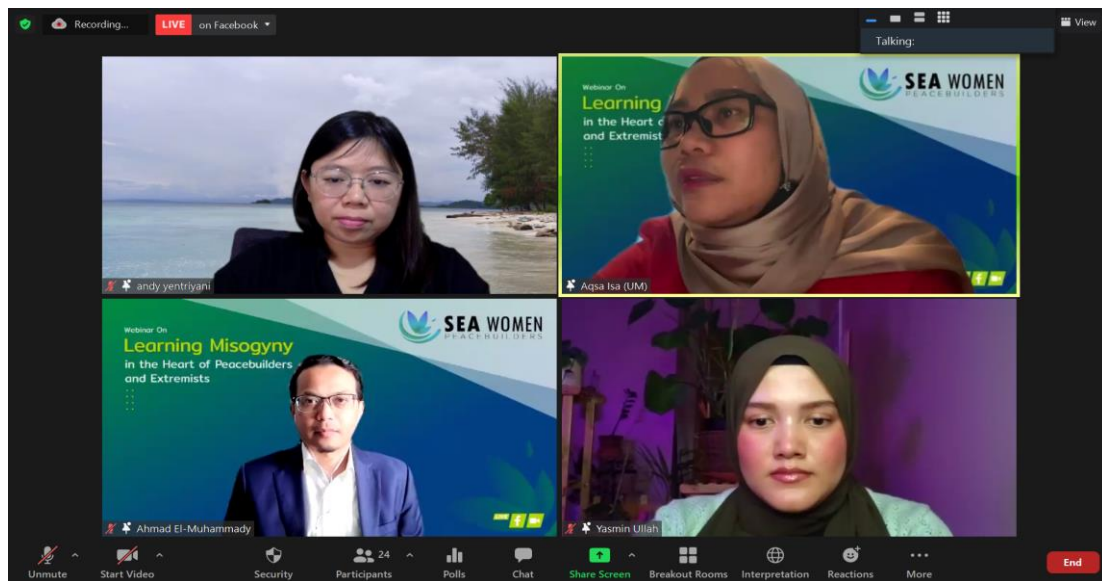 Recording...
LIVE on Facebook
View
Talking:
andy yentriyani
Webinar On
Learning
in the Heart
and Extremist
SEA WOMEN
PEACEBUILDERS
Aqsa Isa (UM)
Webinar On
Learning Misogyny
in the Heart of Peacebuilders
and Extremists
SEA WOMEN
PEACEBUILDERS
Ahmad El-Muhammady
Yasmin Ullah
Unmute
Start Video
Security
24
Participants
Polls
Chat
Share Screen
Breakout Rooms
Interpretation
Reactions
More
End